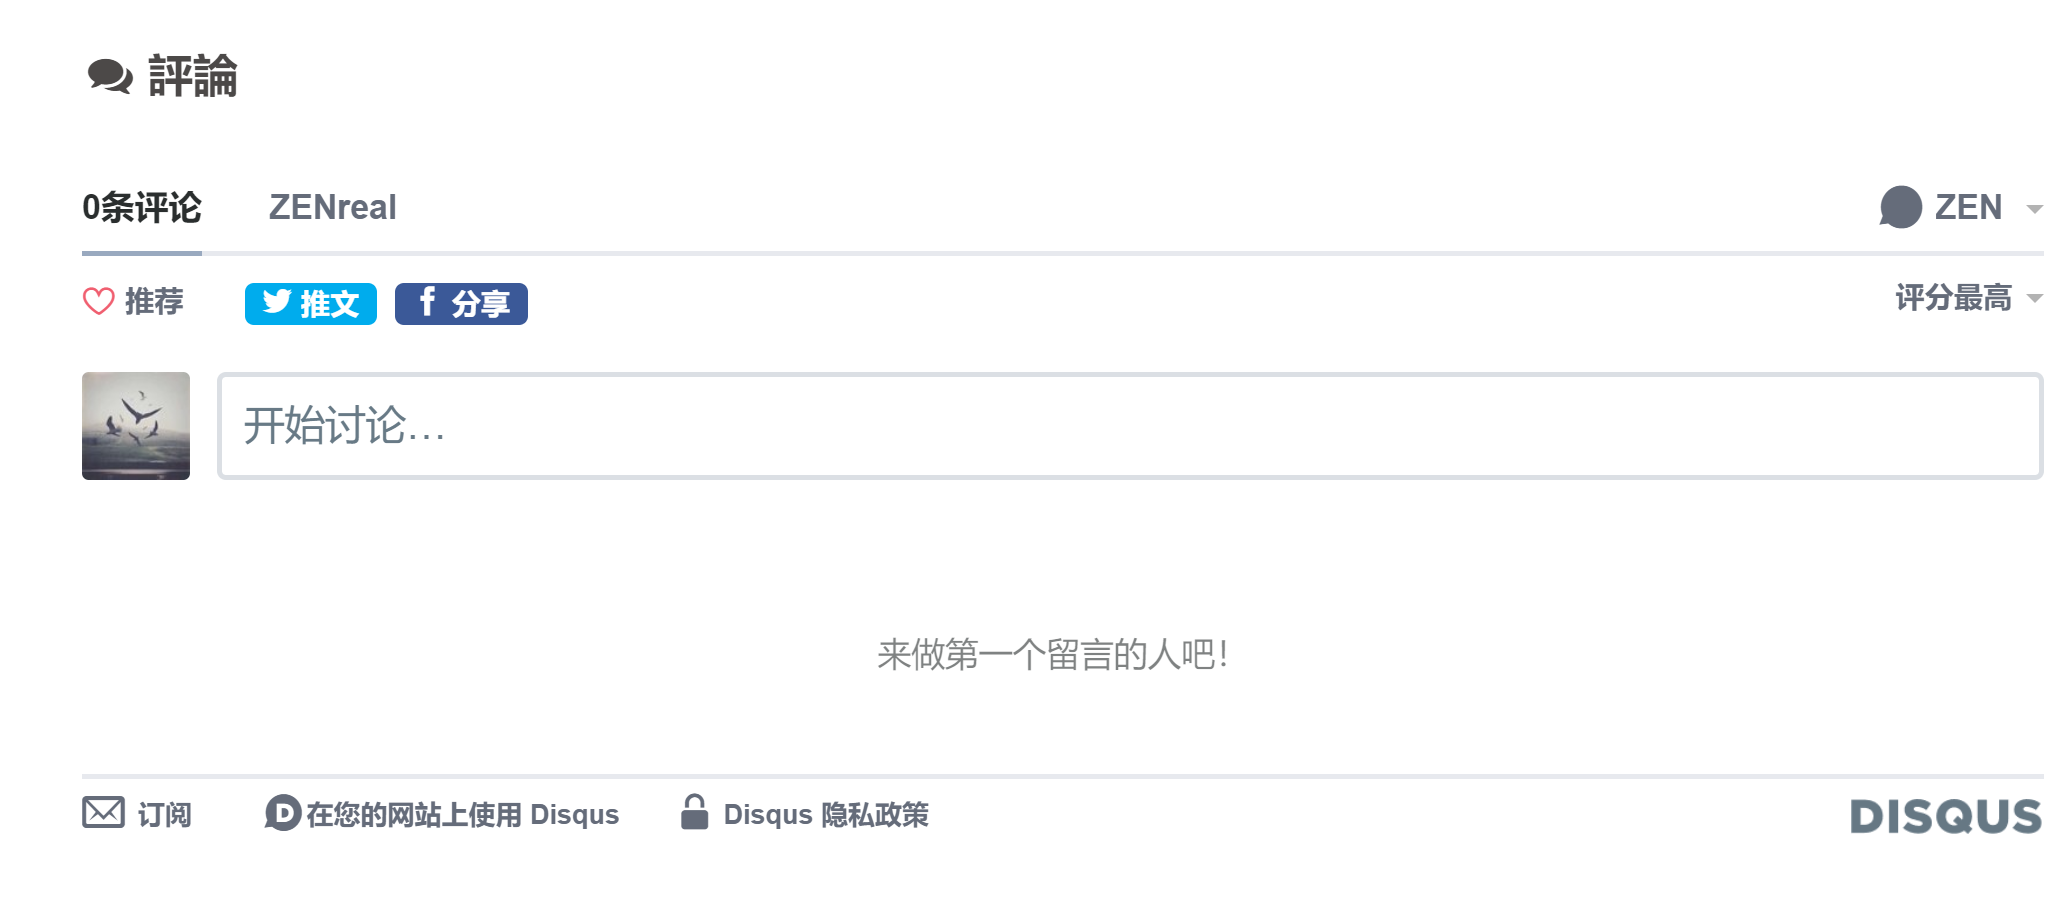 評論
0条评论 ZENreal ZEN
推荐 推文 分享 评分最高
开始讨论…
来做第一个留言的人吧！
订阅 在您的网站上使用 Disqus Disqus 隐私政策 DISQUS